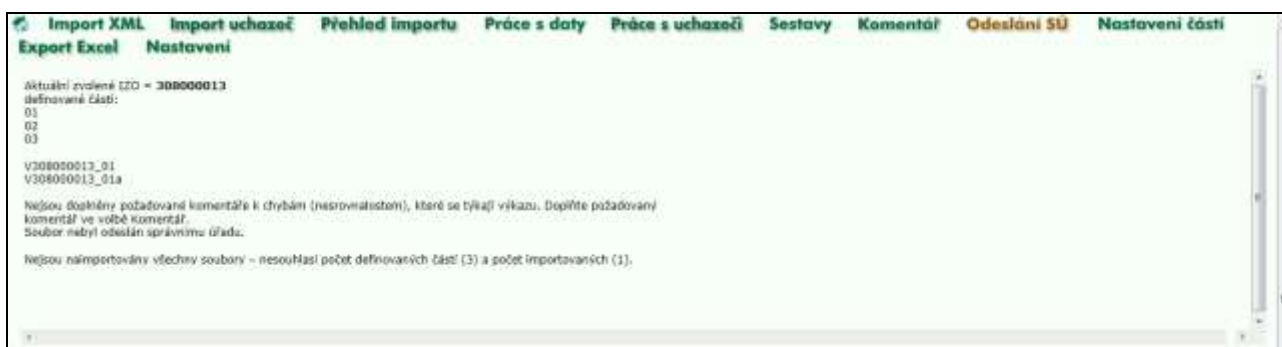 Import XML Import uchazeč Přehled importu Práce s daty Práce s uchazeči Sestavy Komentář Odeslání SÚ Nastavení částí
Export Excel Nastavení
Aktuální zvolené IZO = 308000013
definované části:
01
02
03
V308000013_01
V308000013_01a
Nejsou doplněny požadované komentáře k chybám (nesrovnalostem), které se týkají výkazu. Doplňte požadovaný
komentář ve volbě Komentář.
Soubor nebyl odeslán správnímu úřadu.
Nejsou naimportovány všechny soubory – nesouhlasí počet definovaných částí (3) a počet importovaných (1).